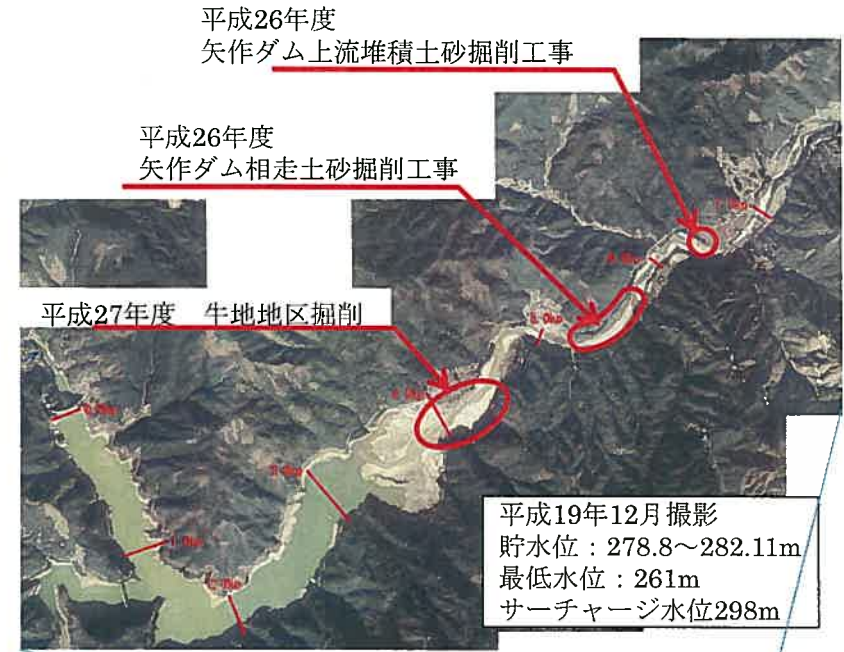 平成26年度
矢作ダム上流堆積土砂掘削工事
平成26年度
矢作ダム相走土砂掘削工事
平成27年度　牛地地区掘削
平成19年12月撮影
貯水位：278.8～282.11m
最低水位：261m
サーチャージ水位298m